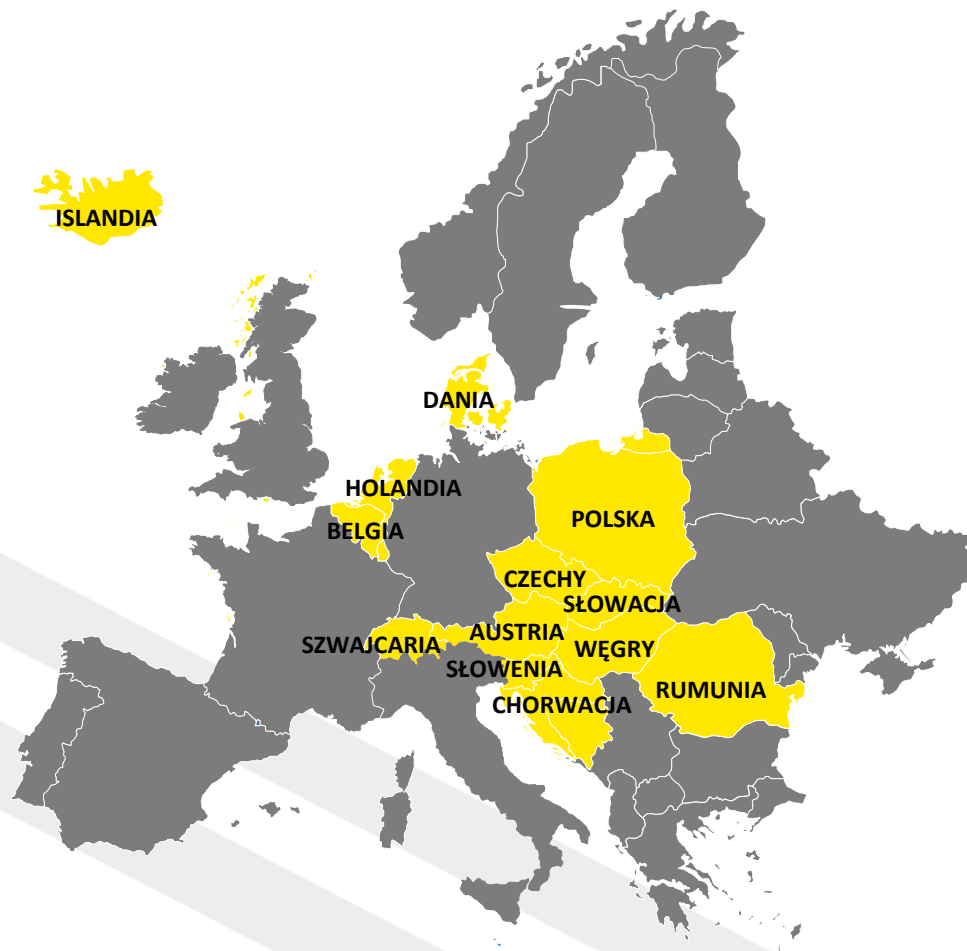 ISLANDIA
DANIA
HOLANDIA
BELGIA
POLSKA
CZECHY
SŁOWACJA
AUSTRIA
SZWAJCARIA
WĘGRY
SŁOWENIA
RUMUNIA
CHORWACJA